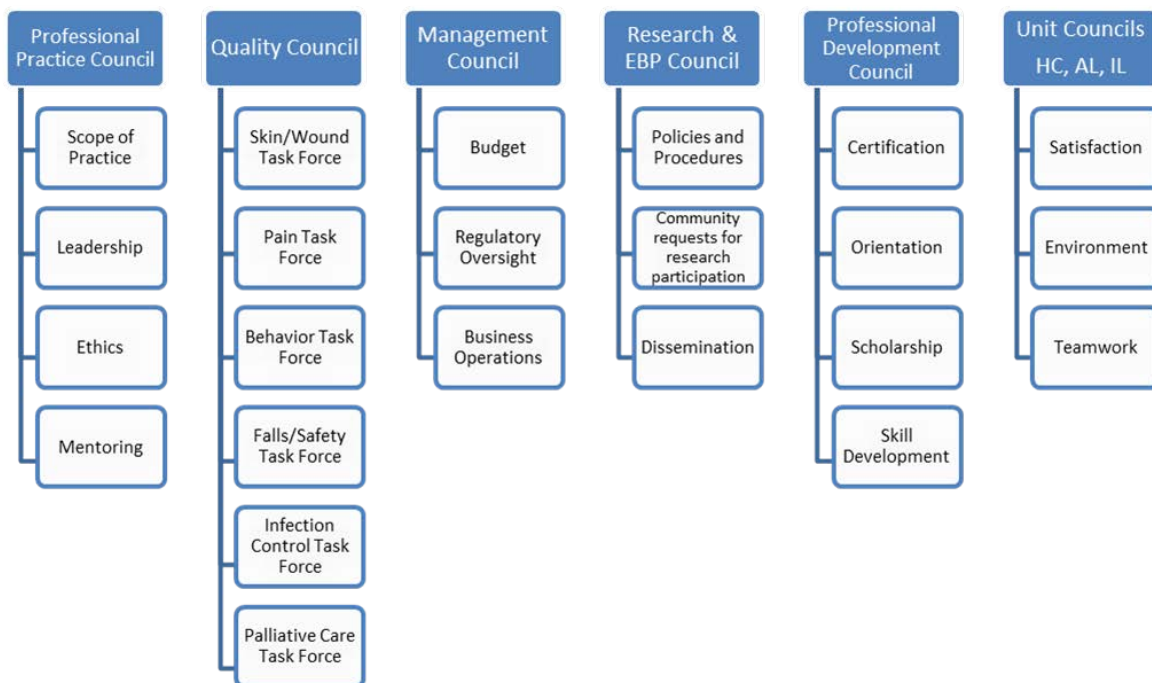 Professional
Practice Council
Scope of
Practice
Leadership
Ethics
Mentoring
Quality Council
Skin/Wound
Task Force
Pain Task
Force
Behavior Task
Force
Falls/Safety
Task Force
Infection
Control Task
Force
Palliative Care
Task Force
Management
Council
Budget
Regulatory
Oversight
Business
Operations
Research &
EBP Council
Policies and
Procedures
Community
requests for
research
participation
Dissemination
Professional
Development
Council
Certification
Orientation
Scholarship
Skill
Development
Unit Councils
HC, AL, IL
Satisfaction
Environment
Teamwork